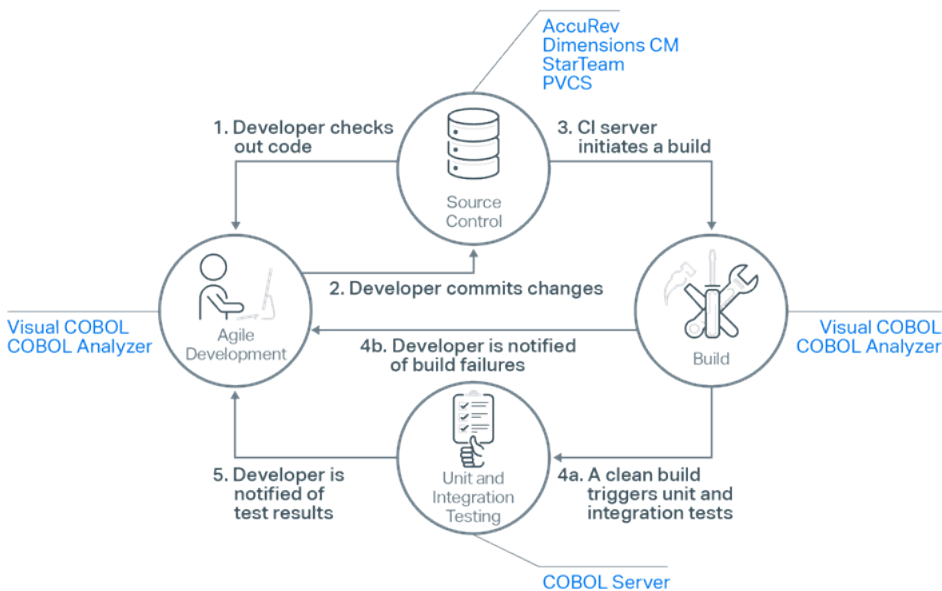 AccuRev
Dimensions CM
StarTeam
PVCS
1. Developer checks
out code
3. CI server
initiates a build
Source
Control
2. Developer commits changes
Agile
Development
Visual COBOL
COBOL Analyzer
Visual COBOL
COBOL Analyzer
Build
4b. Developer is notified
of build failures
5. Developer is
notified of
test results
Unit and
Integration
Testing
4a. A clean build
triggers unit and
integration tests
COBOL Server